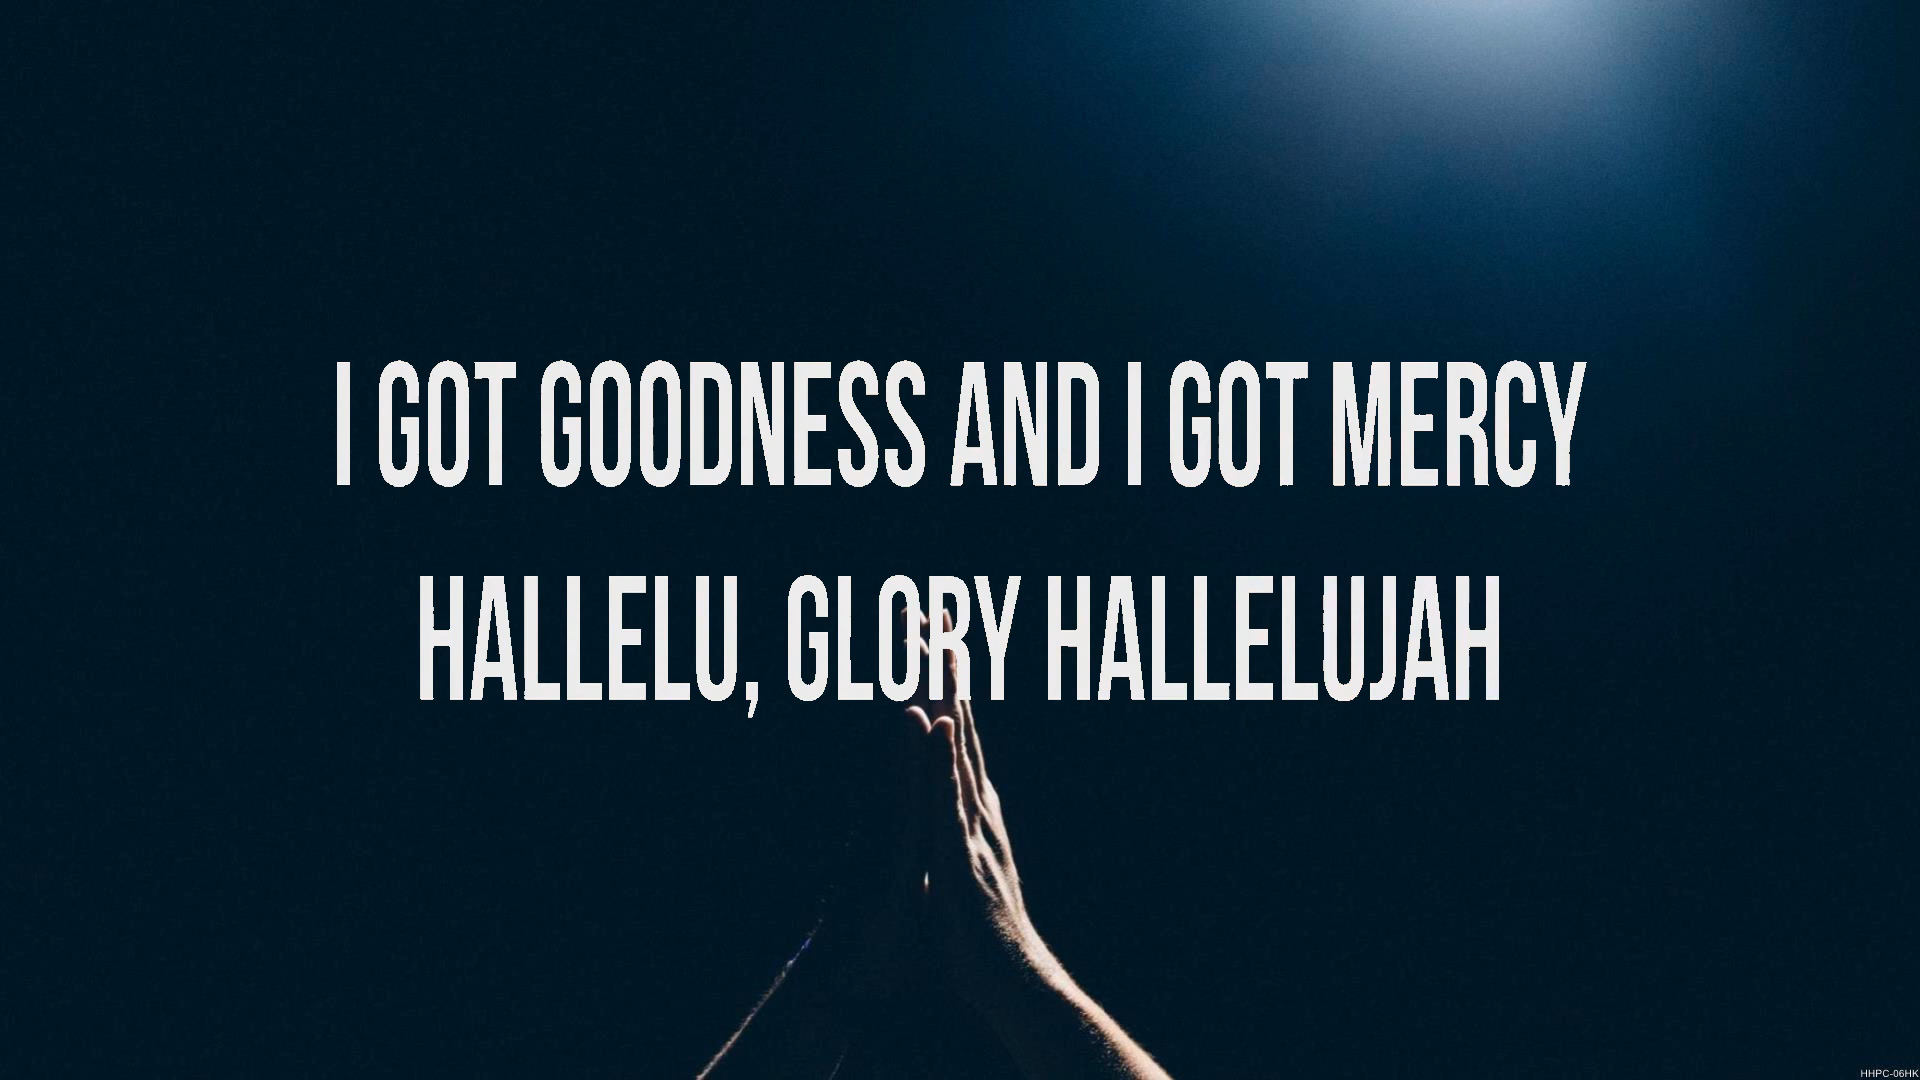 I GOT GOODNESS AND I GOT MERCY
HALLELU, GLORY HALLELUJAH
HHPC-06HK